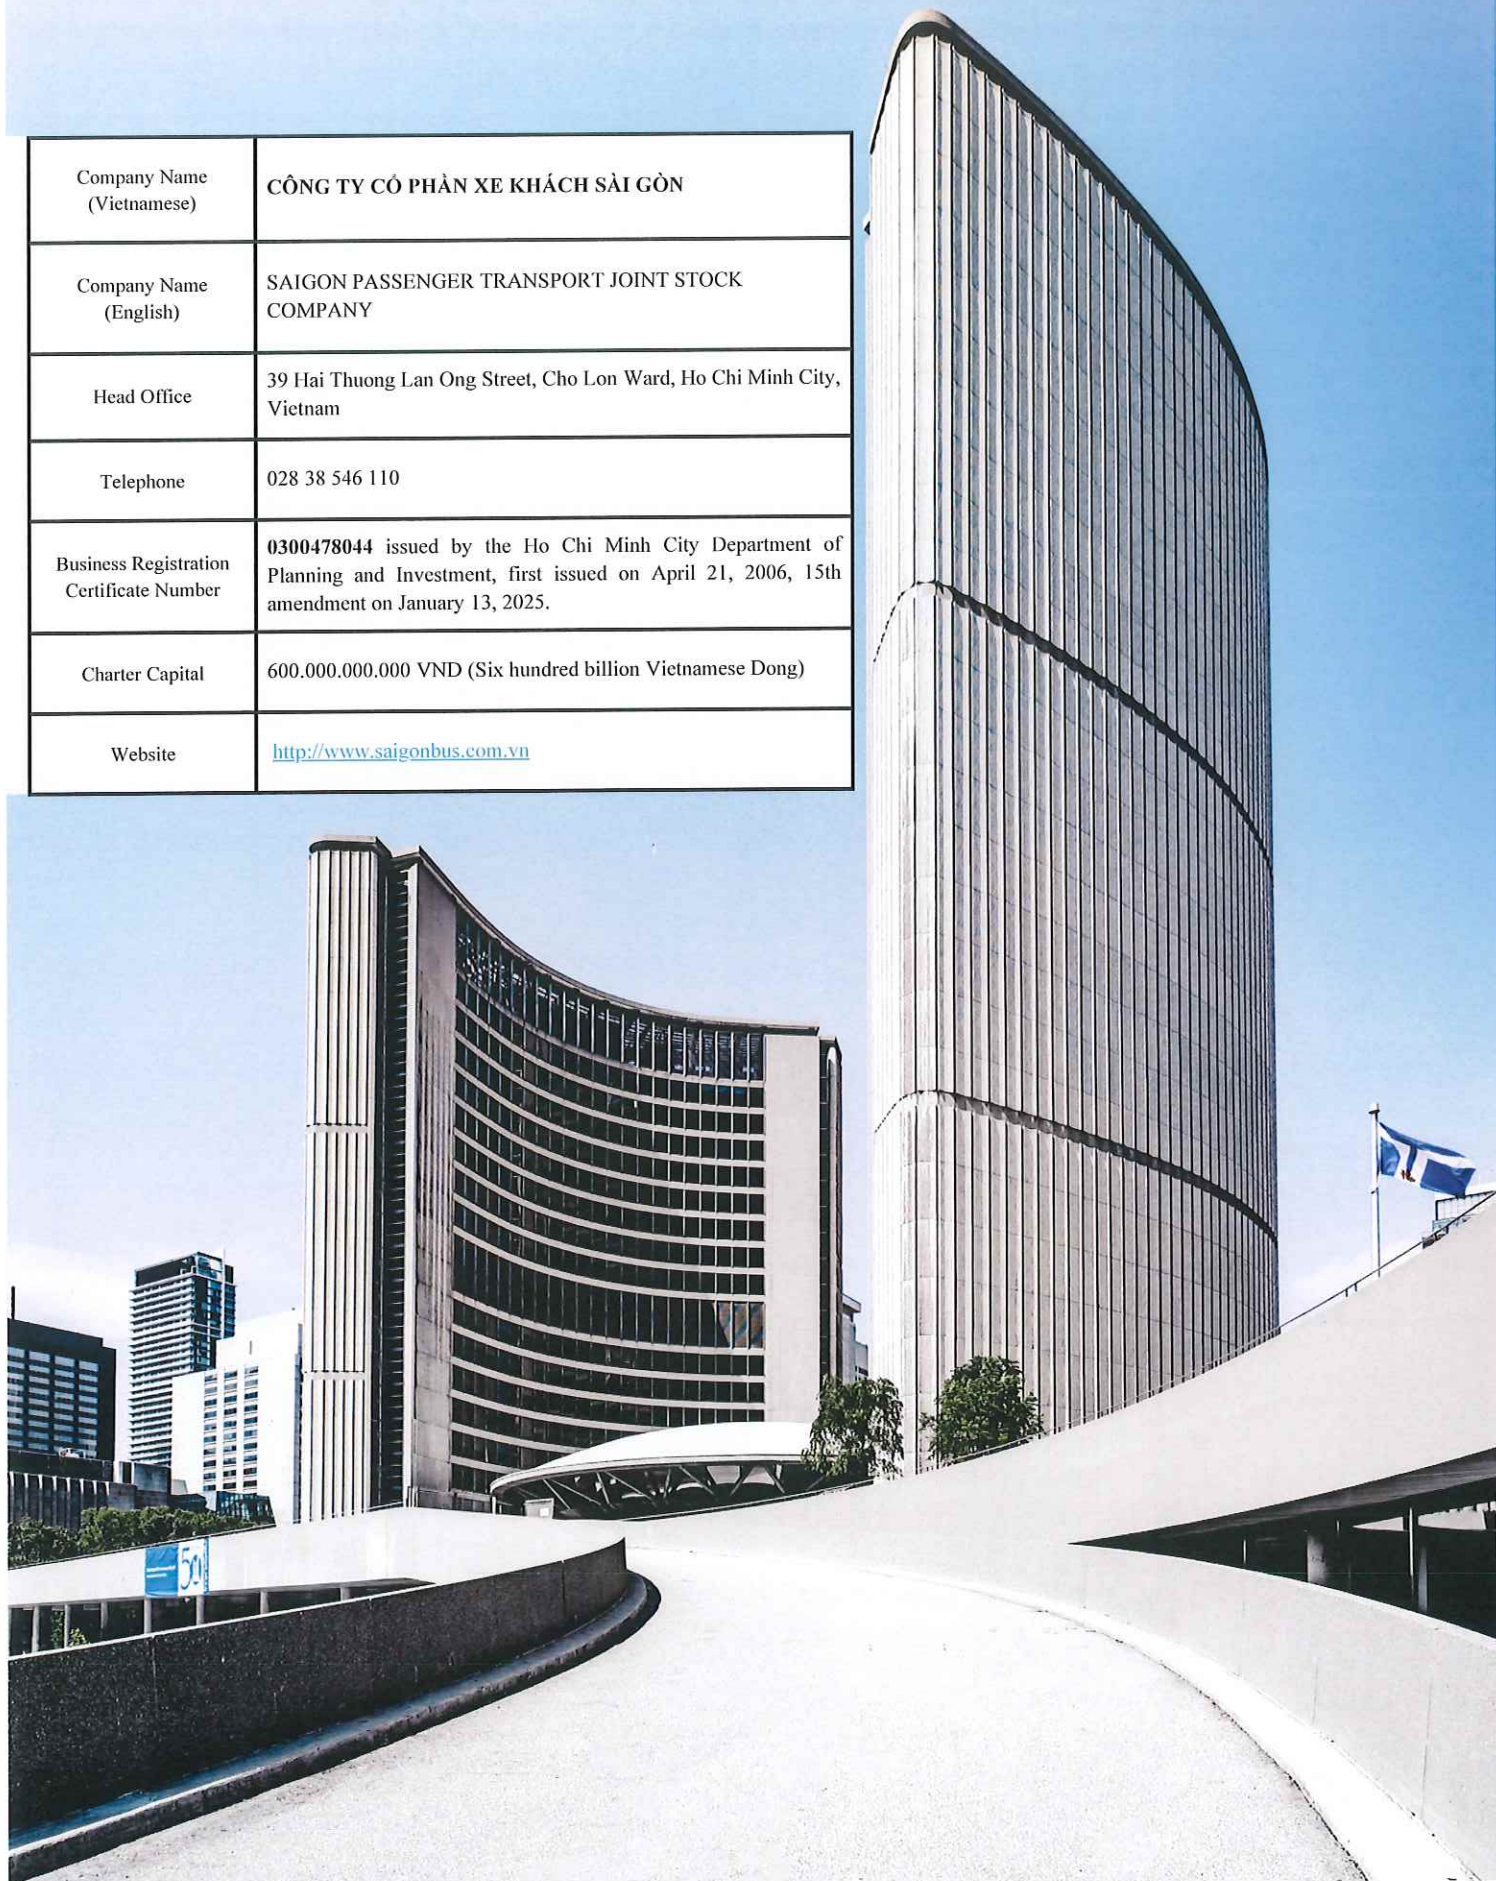 Company Name
(Vietnamese)
CÔNG TY CỔ PHẦN XE KHÁCH SÀI GÒN
Company Name
(English)
SAIGON PASSENGER TRANSPORT JOINT STOCK
COMPANY
Head Office
39 Hai Thuong Lan Ong Street, Cho Lon Ward, Ho Chi Minh City,
Vietnam
Telephone
028 38 546 110
Business Registration
Certificate Number
0300478044 issued by the Ho Chi Minh City Department of
Planning and Investment, first issued on April 21, 2006, 15th
amendment on January 13, 2025.
Charter Capital
600.000.000.000 VND (Six hundred billion Vietnamese Dong)
Website
http://www.saigonbus.com.vn
50